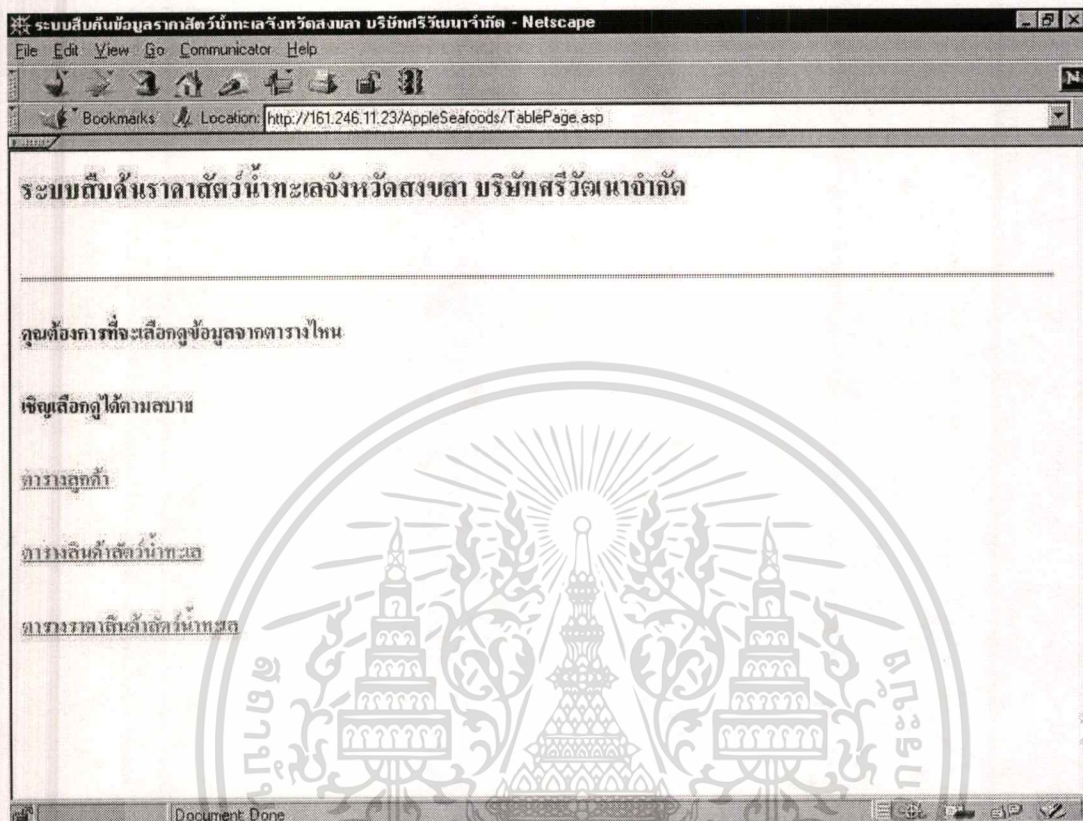 ระบบสืบค้นข้อมูลราคาสัตว์น้ำทะเลจังหวัดสงขลา บริษัทศรีวัฒนาจำกัด - Netscape
File Edit View Go Communicator Help
N
Bookmarks Location: http://161.246.11.23/AppleSeafoods/TablePage.asp
ระบบสืบค้นราคาสัตว์น้ำทะเลจังหวัดสงขลา บริษัทศรีวัฒนาจำกัด
คุณต้องการที่จะเลือกดูข้อมูลจากตารางไหน
เชิญเลือกดูได้ตามสบาย
ตารางลูกค้า
ตารางสินค้าสัตว์น้ำทะเล
ตารางราคาสินค้าสัตว์น้ำทะเล
Document: Done